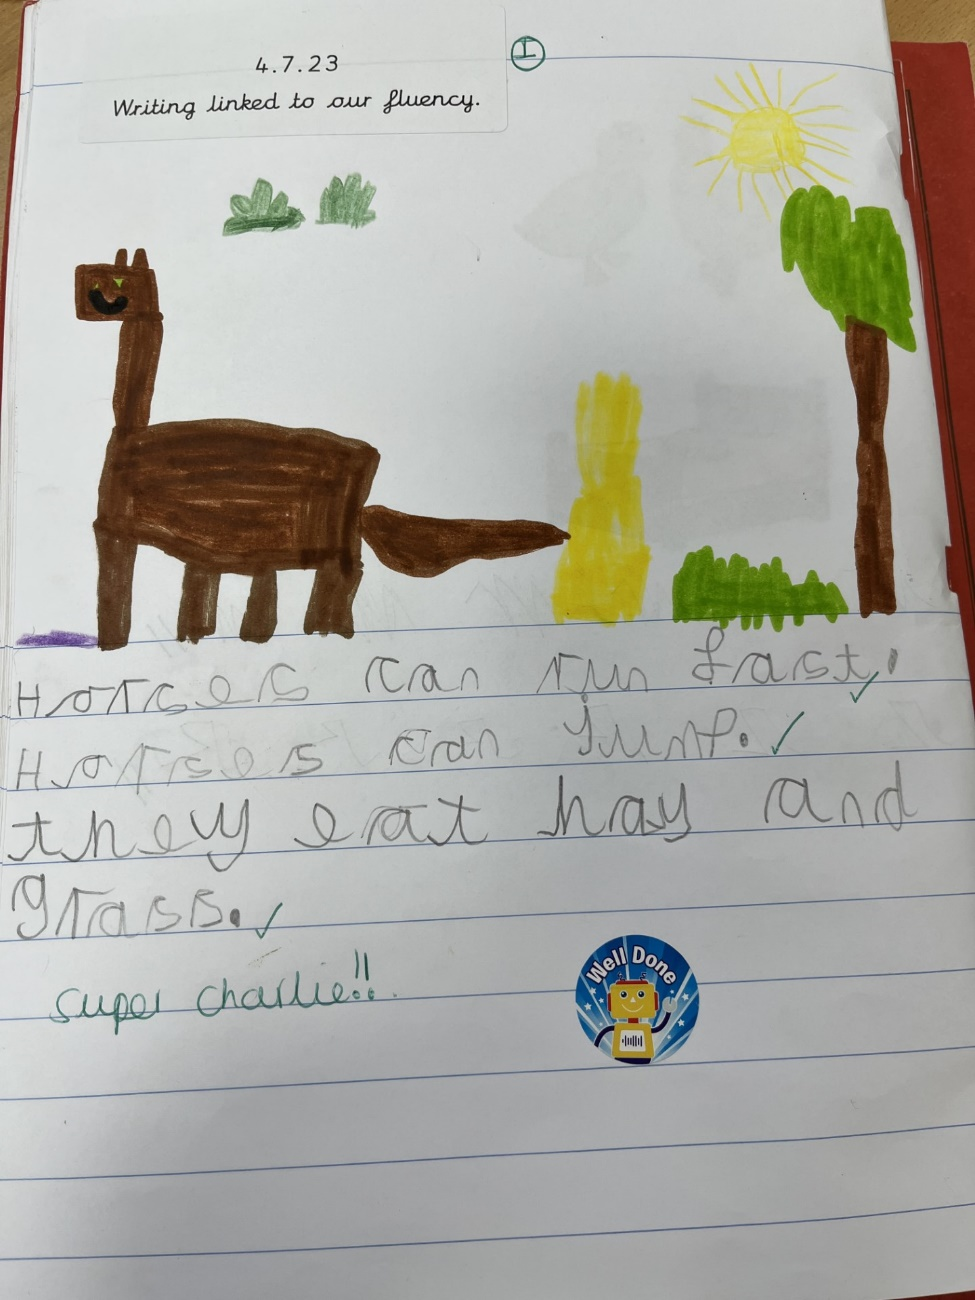 4.7.23
I
Writing linked to our fluency.
Horses can run fast.
Horses can jump.
they eat hay and
grass.
super charlie!!
Well Done